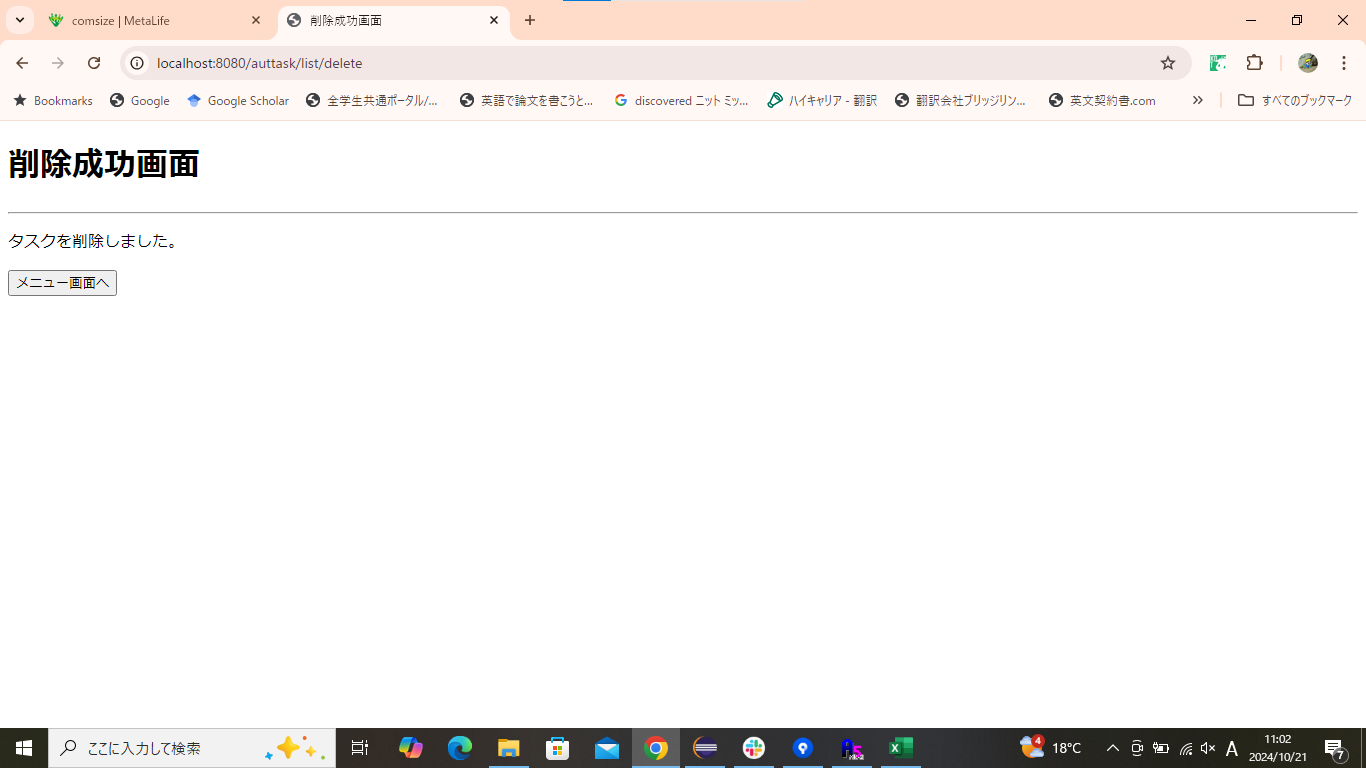 comsize | MetaLife
削除成功画面
localhost:8080/auttask/list/delete
Bookmarks
Google
Google Scholar
全学生共通ポータル/...
英語で論文を書こうと...
discovered ニット ミッ...
ハイキャリア - 翻訳
翻訳会社ブリッジリン...
英文契約書.com
すべてのブックマーク
削除成功画面
タスクを削除しました。
メニュー画面へ
ここに入力して検索
4
18°C
A
11:02
2024/10/21
7